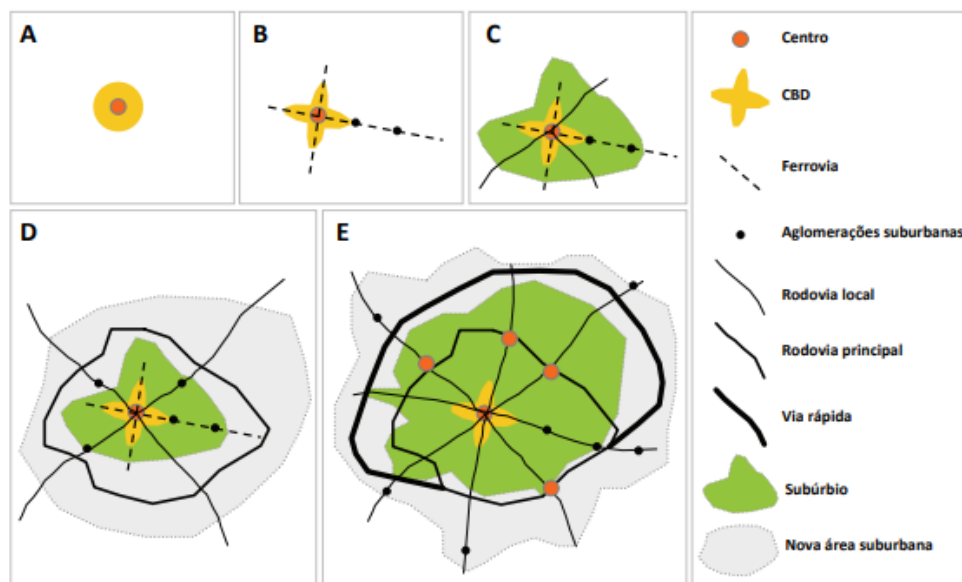 A
B
C
D
E
Centro
CBD
Ferrovia
Aglomerações suburbanas
Rodovia local
Rodovia principal
Via rápida
Subúrbio
Nova área suburbana